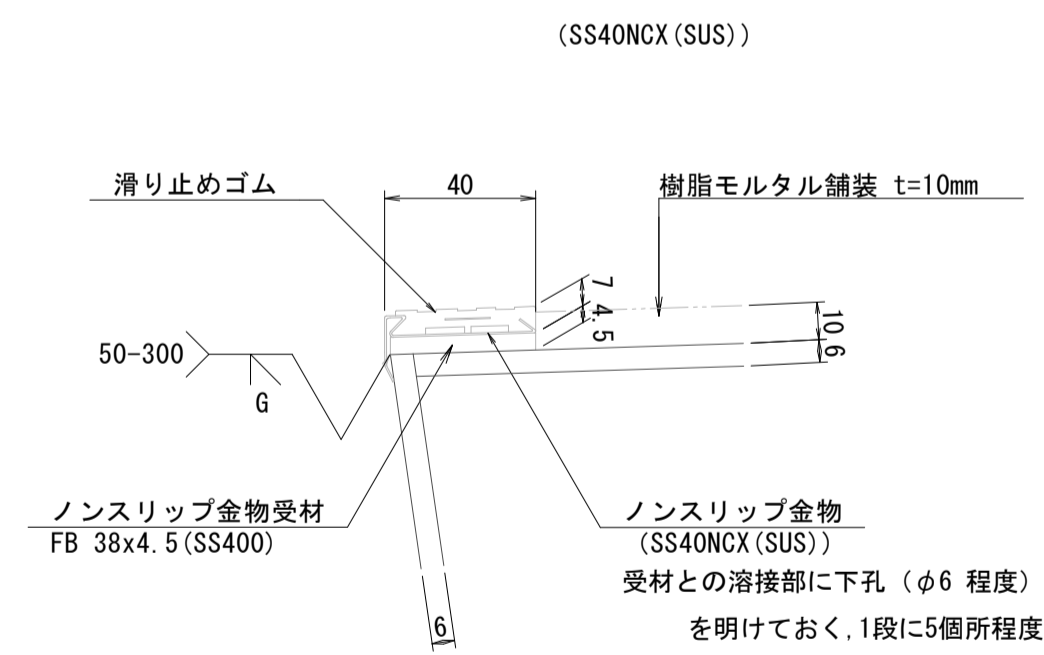 (SS40NCX(SUS))
滑り止めゴム
40
樹脂モルタル舗装 t=10mm
7
4.5
10
6
50-300
G
ノンスリップ金物受材
FB 38x4.5(SS400)
ノンスリップ金物
(SS40NCX(SUS))
受材との溶接部に下孔(φ6 程度)
を明けておく,1段に5個所程度
6